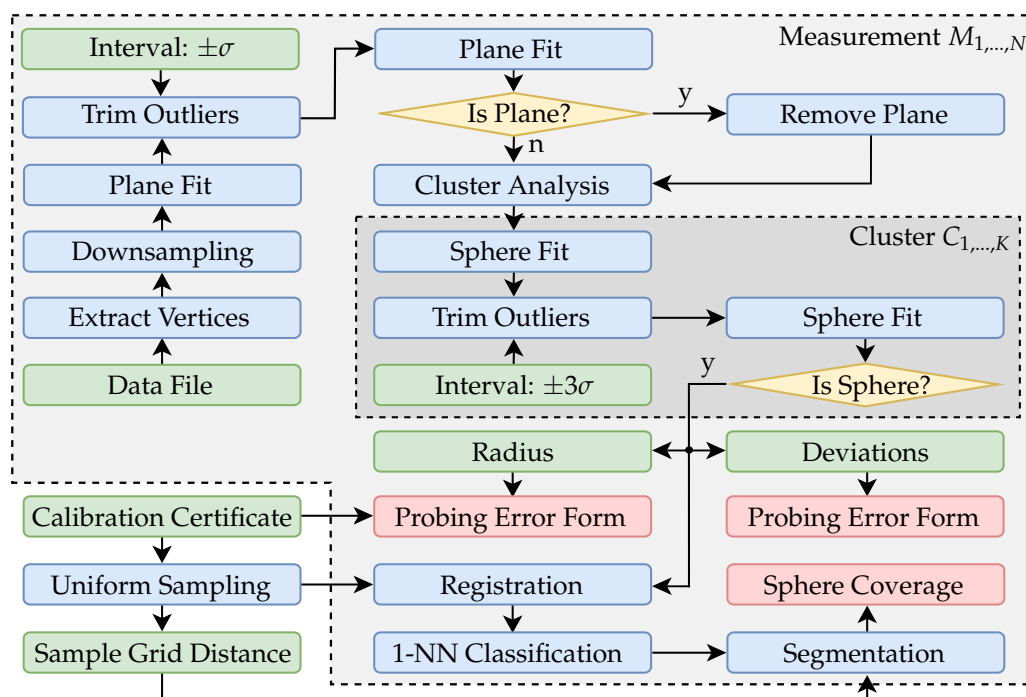 Measurement M1,...,N
Interval: ±σ
Trim Outliers
Plane Fit
Downsampling
Extract Vertices
Data File
Plane Fit
Is Plane?
y
Remove Plane
n
Cluster Analysis
Cluster C1,...,K
Sphere Fit
Trim Outliers
Interval: ±3σ
Sphere Fit
Is Sphere?
y
Radius
Deviations
Calibration Certificate
Probing Error Form
Probing Error Form
Uniform Sampling
Registration
Sphere Coverage
Sample Grid Distance
1-NN Classification
Segmentation